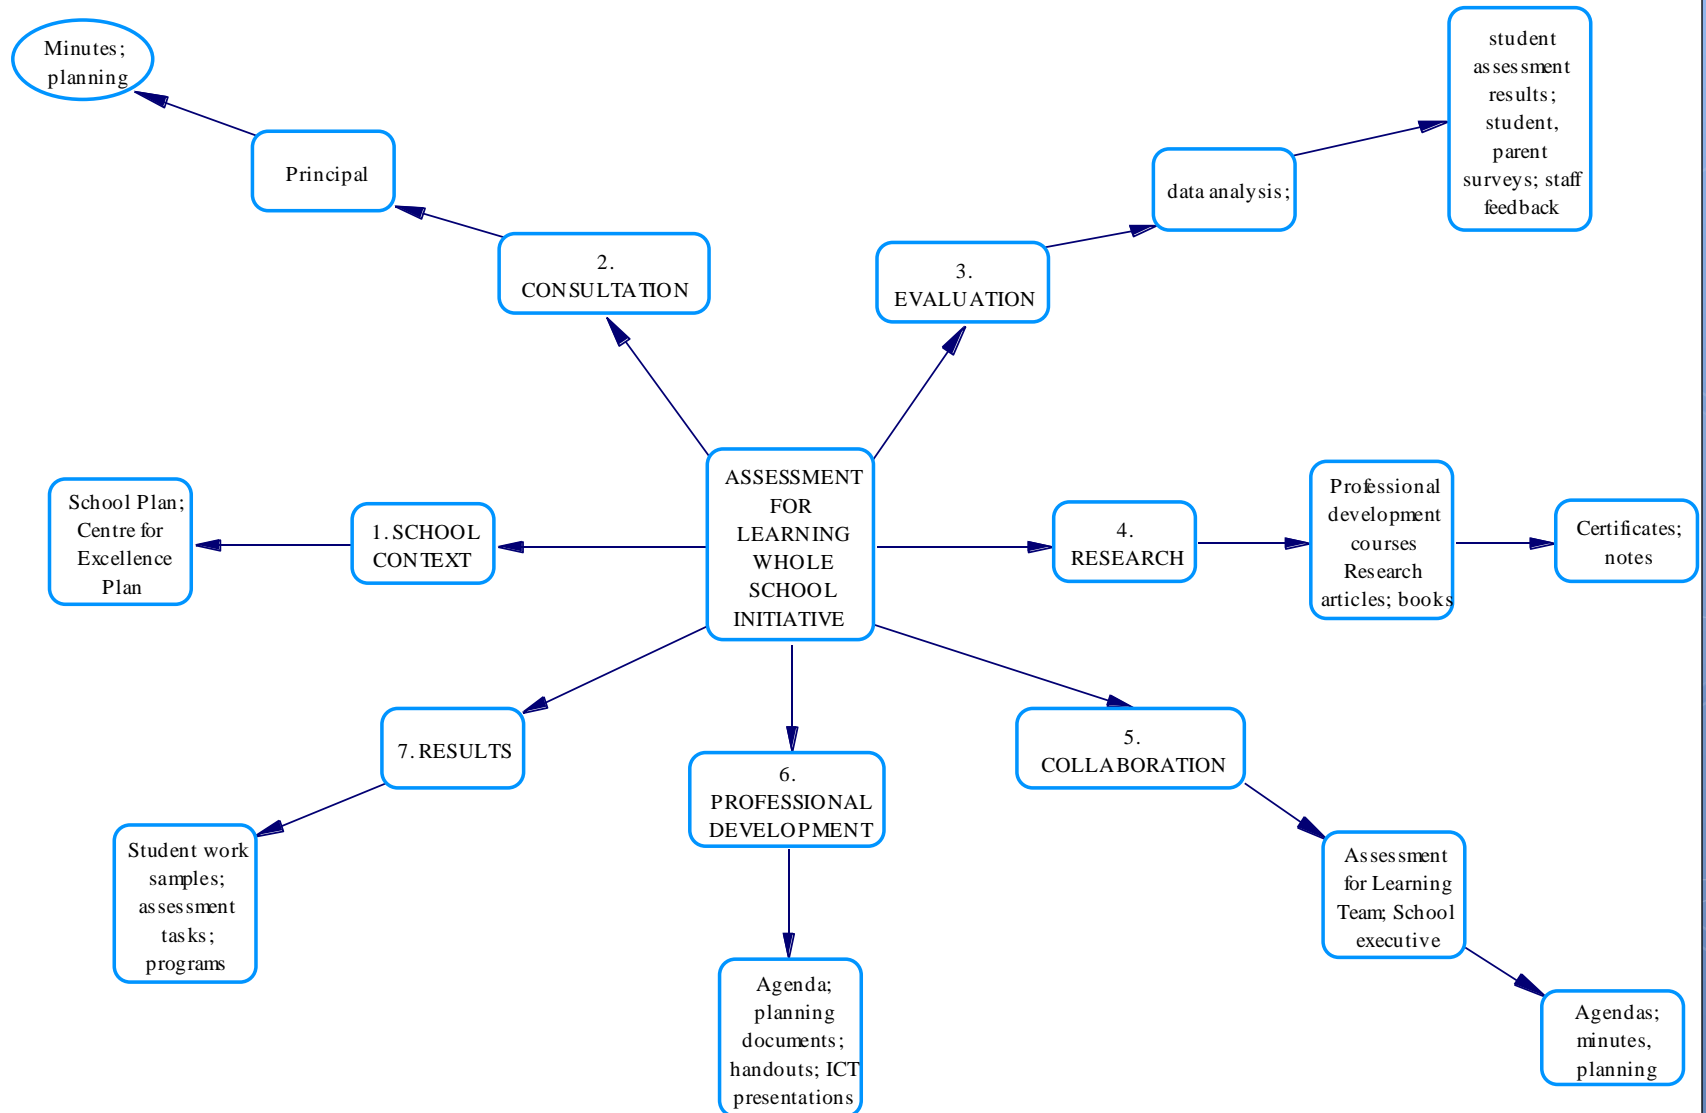 Minutes;
planning
Principal
2.
CONSULTATION
3.
EVALUATION
data analysis;
student
assessment
results;
student,
parent
surveys; staff
feedback
ASSESSMENT
FOR
LEARNING
WHOLE
SCHOOL
INITIATIVE
1. SCHOOL
CONTEXT
School Plan;
Centre for
Excellence
Plan
4.
RESEARCH
Professional
development
courses
Research
articles; books
Certificates;
notes
7. RESULTS
Student work
samples;
assessment
tasks;
programs
6.
PROFESSIONAL
DEVELOPMENT
Agenda;
planning
documents;
handouts; ICT
presentations
5.
COLLABORATION
Assessment
for Learning
Team; School
executive
Agendas;
minutes,
planning